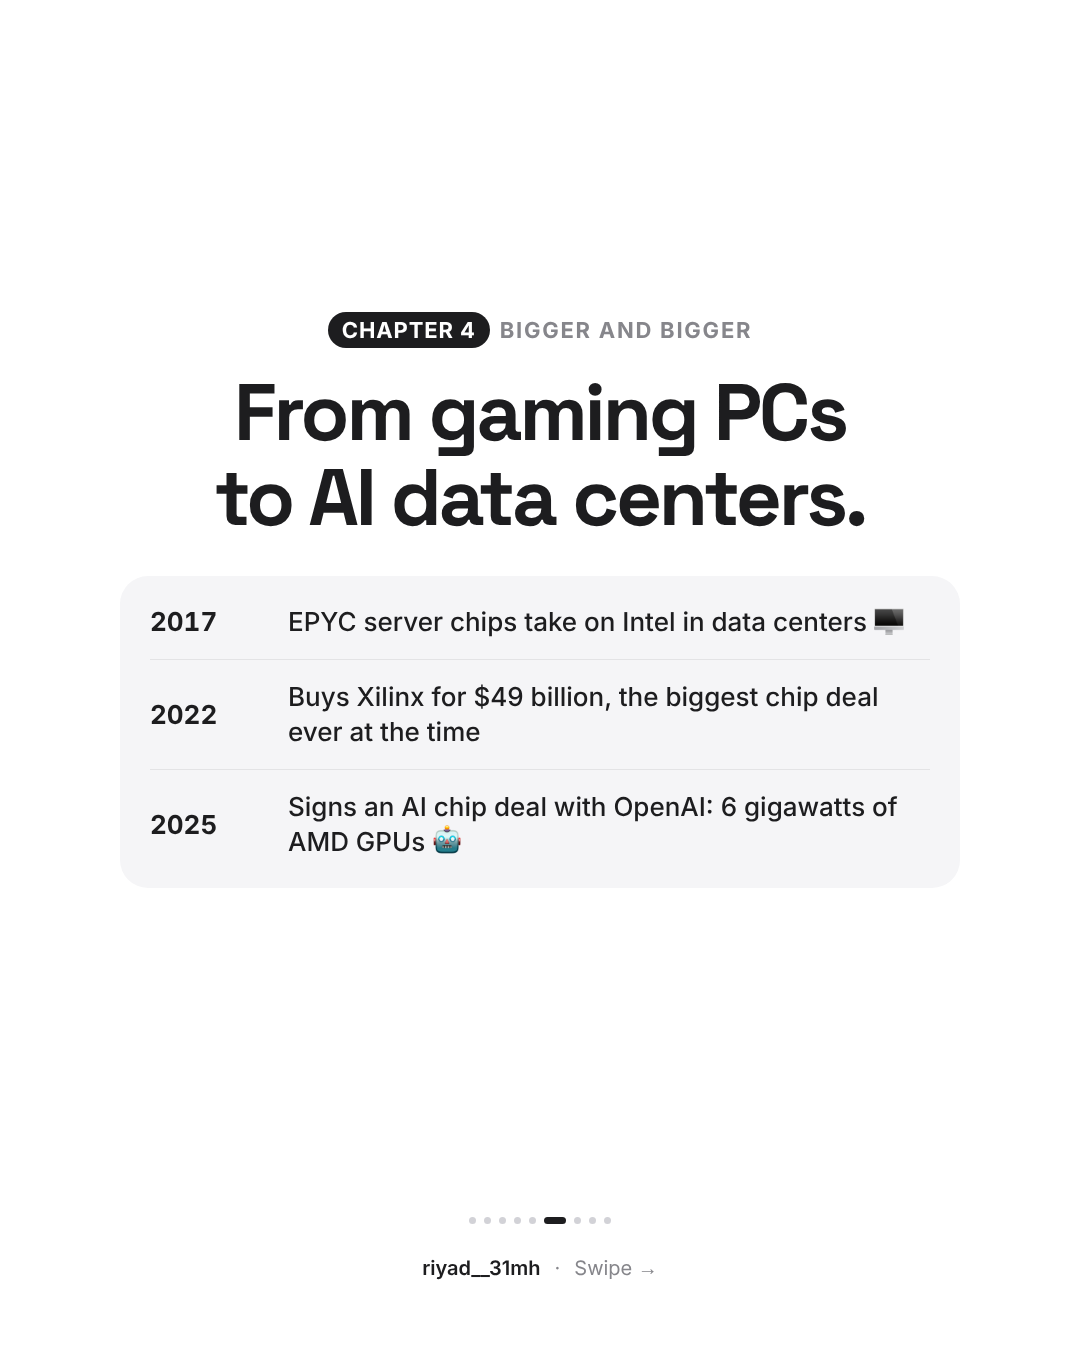 CHAPTER 4 BIGGER AND BIGGER
From gaming PCs
to AI data centers.
2017 EPYC server chips take on Intel in data centers 🖥️
2022 Buys Xilinx for $49 billion, the biggest chip deal
ever at the time
2025 Signs an AI chip deal with OpenAI: 6 gigawatts of
AMD GPUs 🤖
riyad__31mh · Swipe →